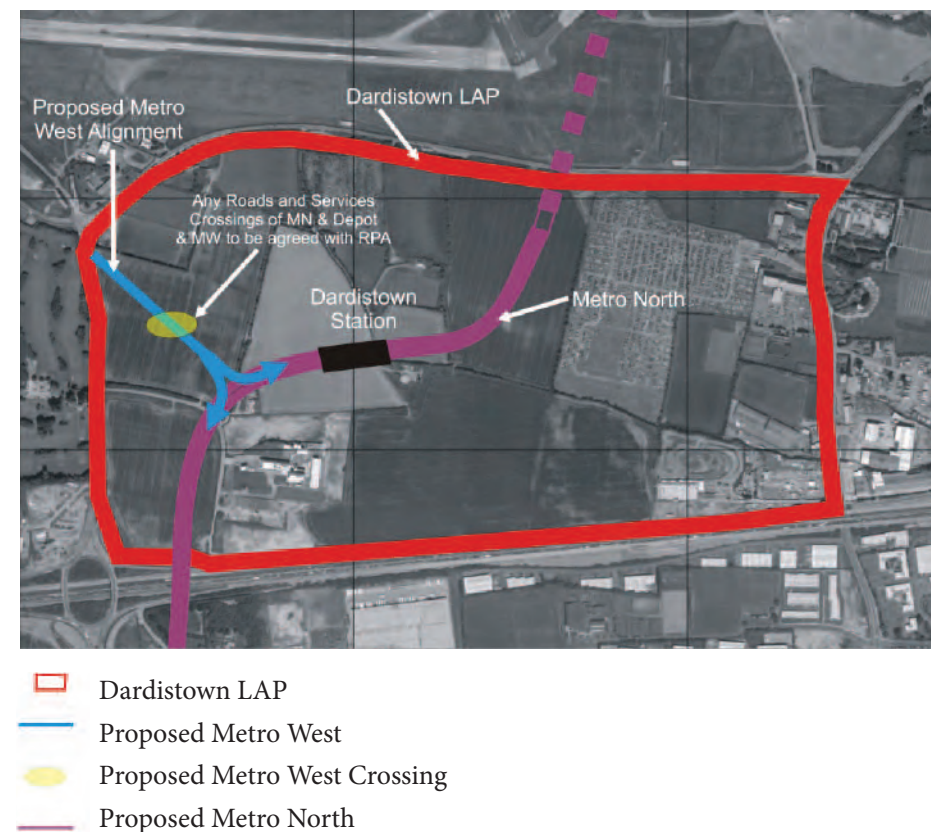 Proposed Metro
West Alignment
Dardistown LAP
Any Roads and Services
Crossings of MN & Depot
& MW to be agreed with RPA
Dardistown
Station
Metro North
Dardistown LAP
Proposed Metro West
Proposed Metro West Crossing
Proposed Metro North